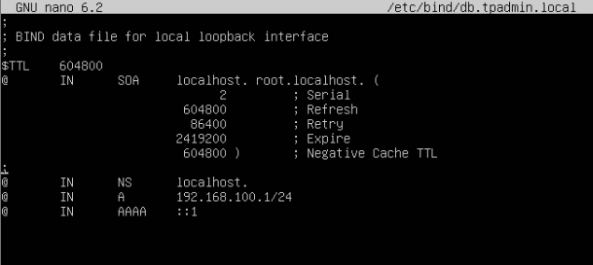 GNU nano 6.2 /etc/bind/db.tpadmin.local
;
; BIND data file for local loopback interface
;
$TTL 604800
@ IN SOA localhost. root.localhost. (
2 ; Serial
604800 ; Refresh
86400 ; Retry
2419200 ; Expire
604800 ) ; Negative Cache TTL
;
@ IN NS localhost.
@ IN A 192.168.100.1/24
@ IN AAAA ::1